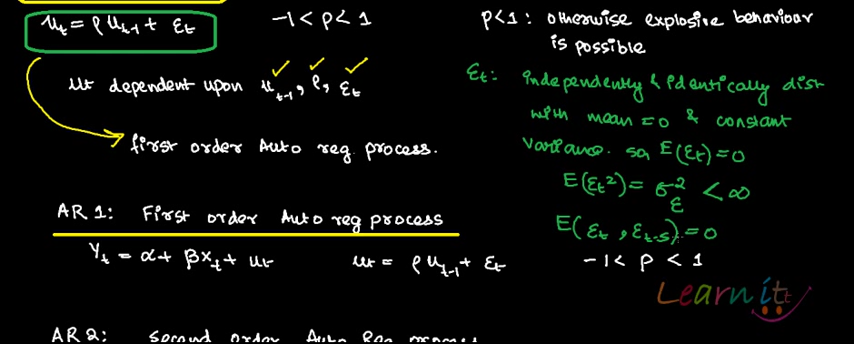 uₜ = ρ uₜ₋₁ + εₜ
-1 < ρ < 1
ut dependent upon uₜ₋₁, ρ, εₜ
first order Auto reg. process.
ρ<1 : otherwise explosive behaviour
is possible
εₜ: independently & identically dist
with mean = 0 & constant
variance. so, E(εₜ) = 0
E(εₜ²) = σ²ε < ∞
E(εₜ, εₜ₋ₛ) = 0
-1 < ρ < 1
AR 1: First order Auto reg process
Yₜ = α + βxₜ + ut
ut = ρ uₜ₋₁ + εₜ
Learnitt
AR 2: Second order Auto Reg process